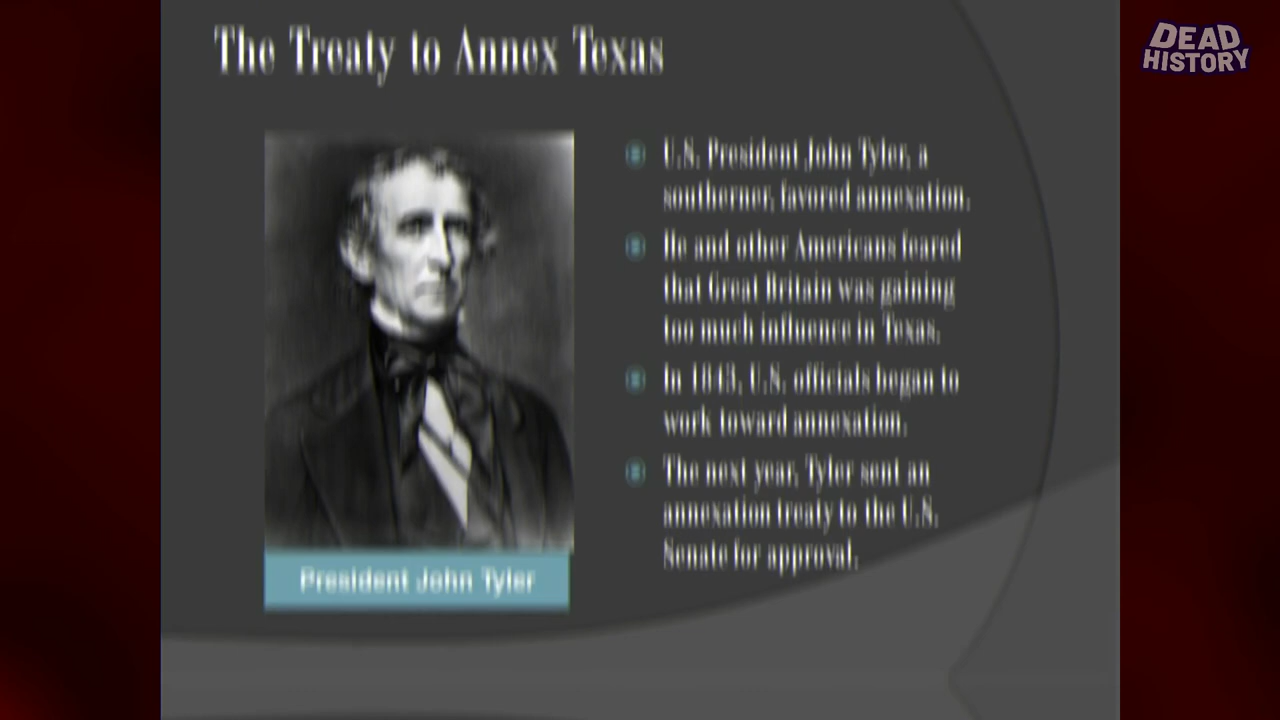 DEAD
HISTORY
The Treaty to Annex Texas
U.S. President John Tyler, a
southerner, favored annexation.
He and other Americans feared
that Great Britain was gaining
too much influence in Texas.
In 1843, U.S. officials began to
work toward annexation.
The next year, Tyler sent an
annexation treaty to the U.S.
Senate for approval.
President John Tyler